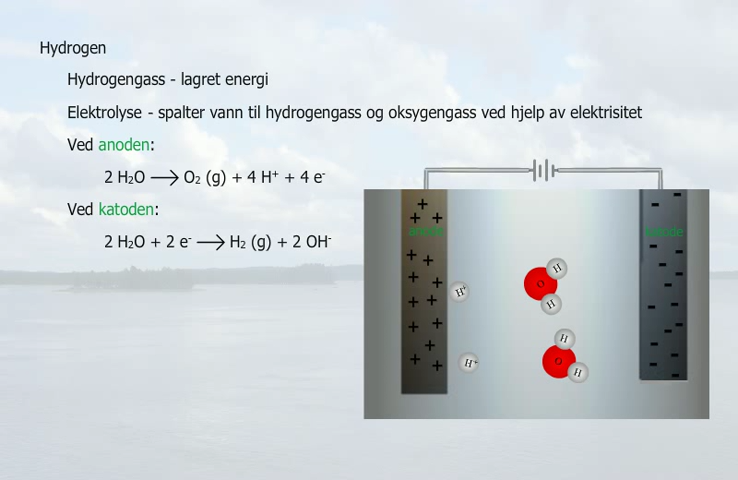 Hydrogen
Hydrogengass - lagret energi
Elektrolyse - spalter vann til hydrogengass og oksygengass ved hjelp av elektrisitet
Ved anoden:
2 H₂O ⟶ O₂ (g) + 4 H⁺ + 4 e⁻
Ved katoden:
2 H₂O + 2 e⁻ ⟶ H₂ (g) + 2 OH⁻
+ -
+ + -
anode katode
+ + - -
+ + - -
+ + - -
+ + - -
+ - -
+ + - -
H
H⁺ O
H
H
H⁺ O
H